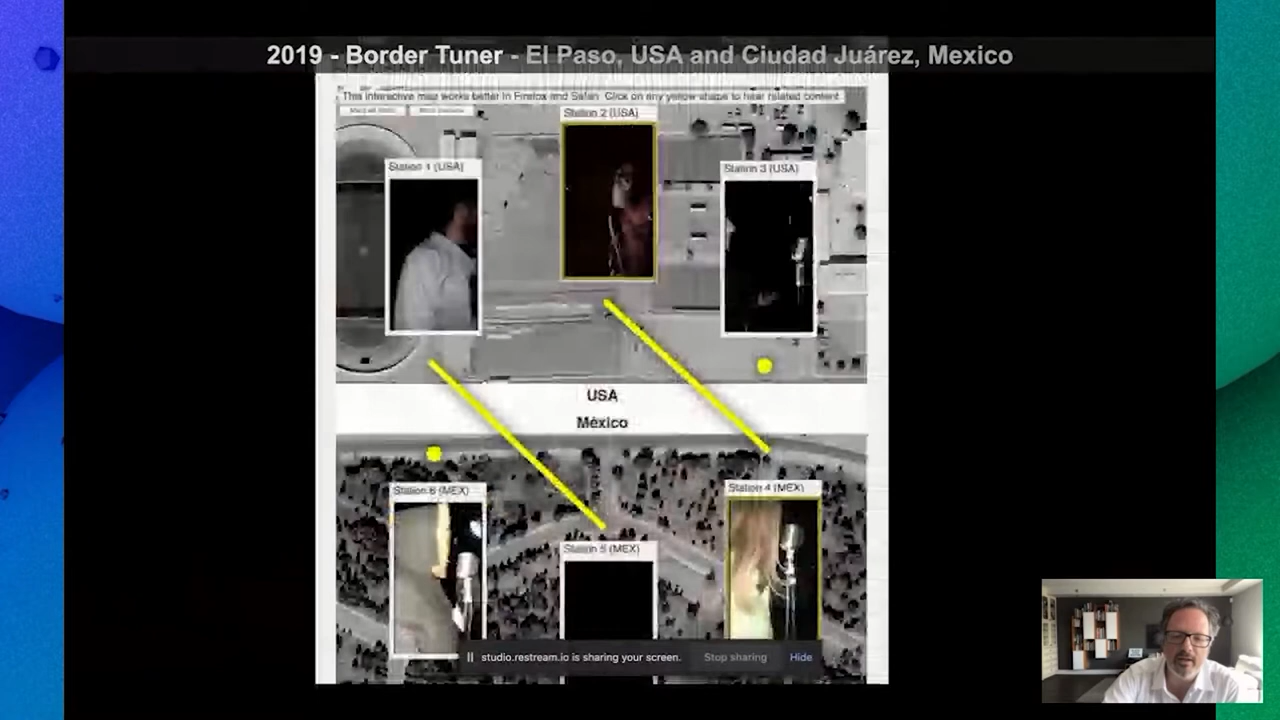 2019 - Border Tuner - El Paso, USA and Ciudad Juárez, Mexico
This interactive map works better in Firefox and Safari. Click on any yellow shape to hear related content.
Station 2 (USA)
Station 1 (USA)
Station 3 (USA)
USA
México
Station 6 (MEX)
Station 4 (MEX)
Station 5 (MEX)
studio.restream.io is sharing your screen.
Stop sharing
Hide